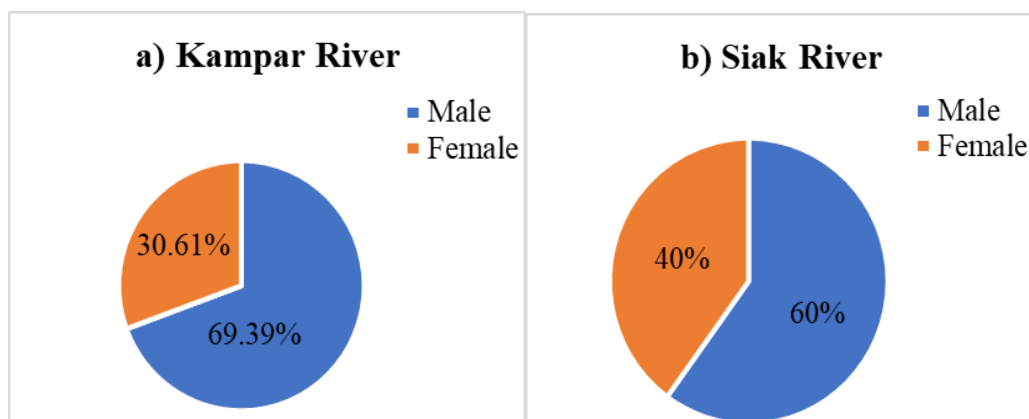 a) Kampar River
Male
Female
30.61%
69.39%
b) Siak River
Male
Female
40%
60%